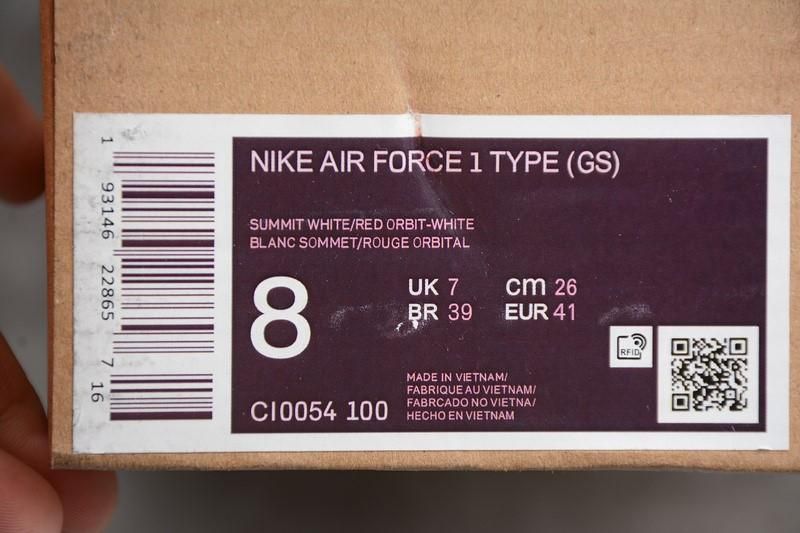 NIKE AIR FORCE 1 TYPE (GS)
SUMMIT WHITE/RED ORBIT-WHITE
BLANC SOMMET/ROUGE ORBITAL
8
UK 7 cm 26
BR 39 EUR 41
RFID
MADE IN VIETNAM/
FABRIQUE AU VIETNAM/
FABRCADO NO VIETNA/
HECHO EN VIETNAM
CI0054 100
1 93146 22865 7 16